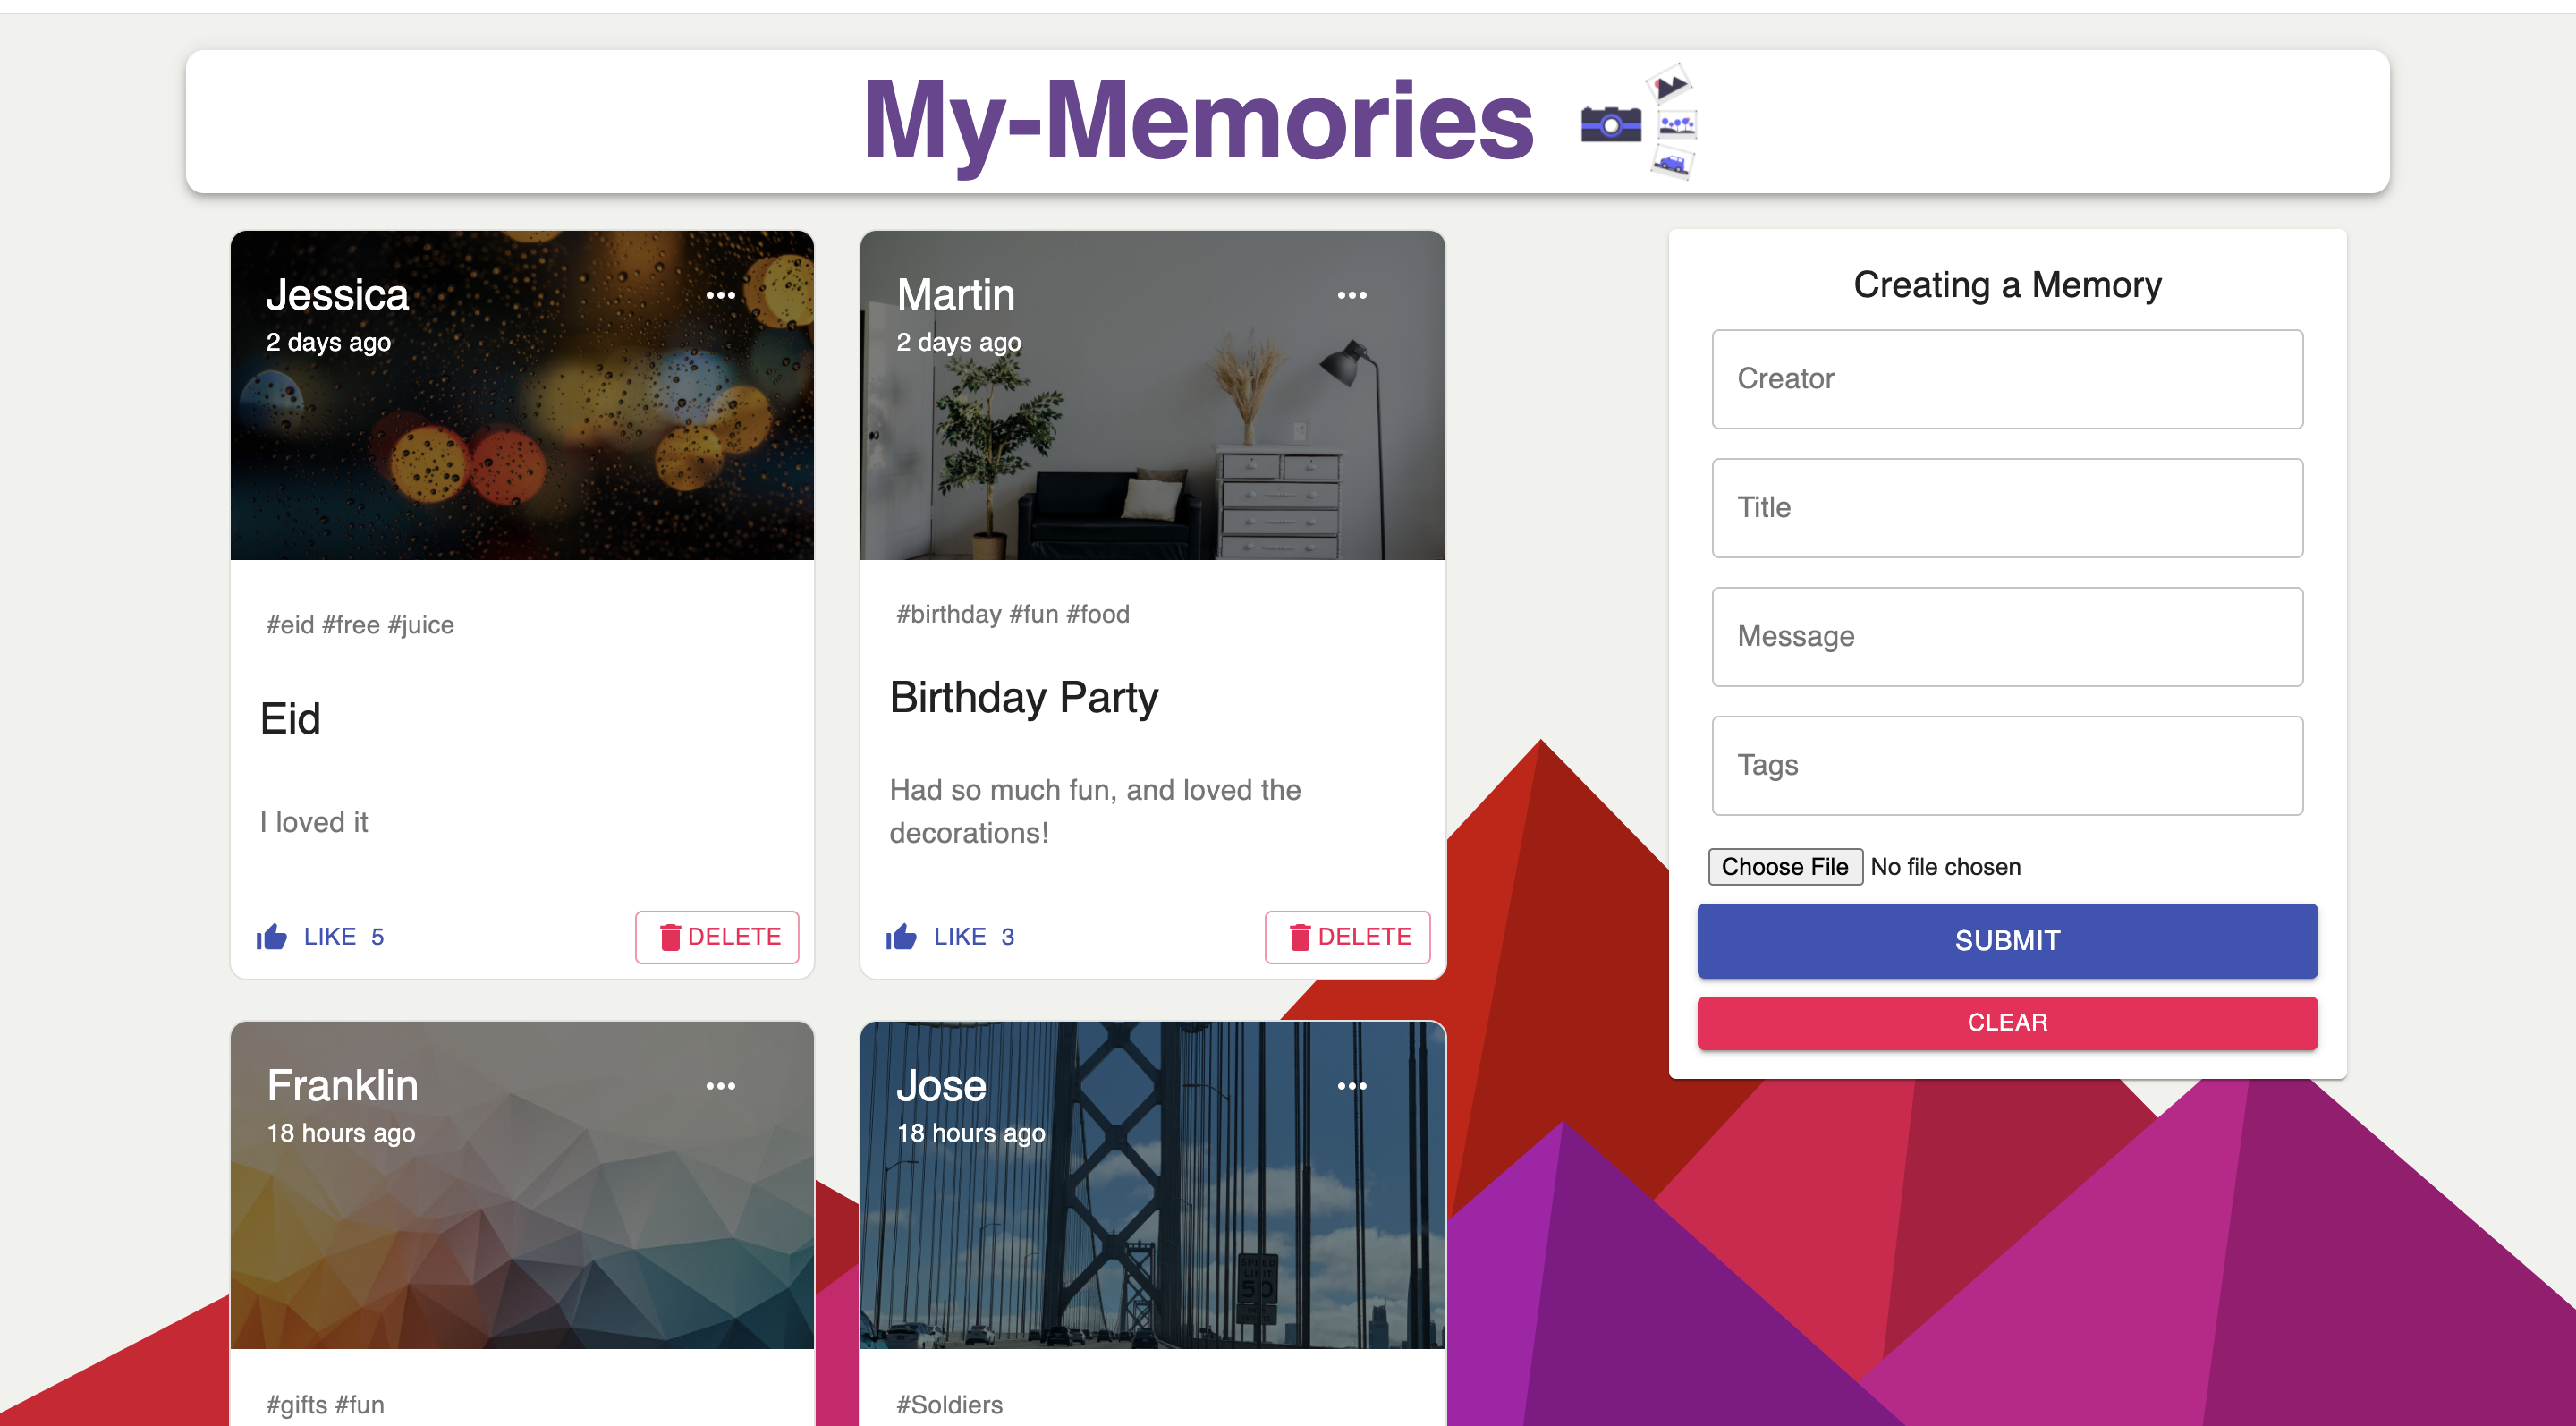 My-Memories
Jessica
2 days ago
#eid #free #juice
Eid
I loved it
LIKE 5
DELETE
Martin
2 days ago
#birthday #fun #food
Birthday Party
Had so much fun, and loved the
decorations!
LIKE 3
DELETE
Franklin
18 hours ago
#gifts #fun
Jose
18 hours ago
SPEED
LIMIT
50
#Soldiers
Creating a Memory
Creator
Title
Message
Tags
Choose File No file chosen
SUBMIT
CLEAR